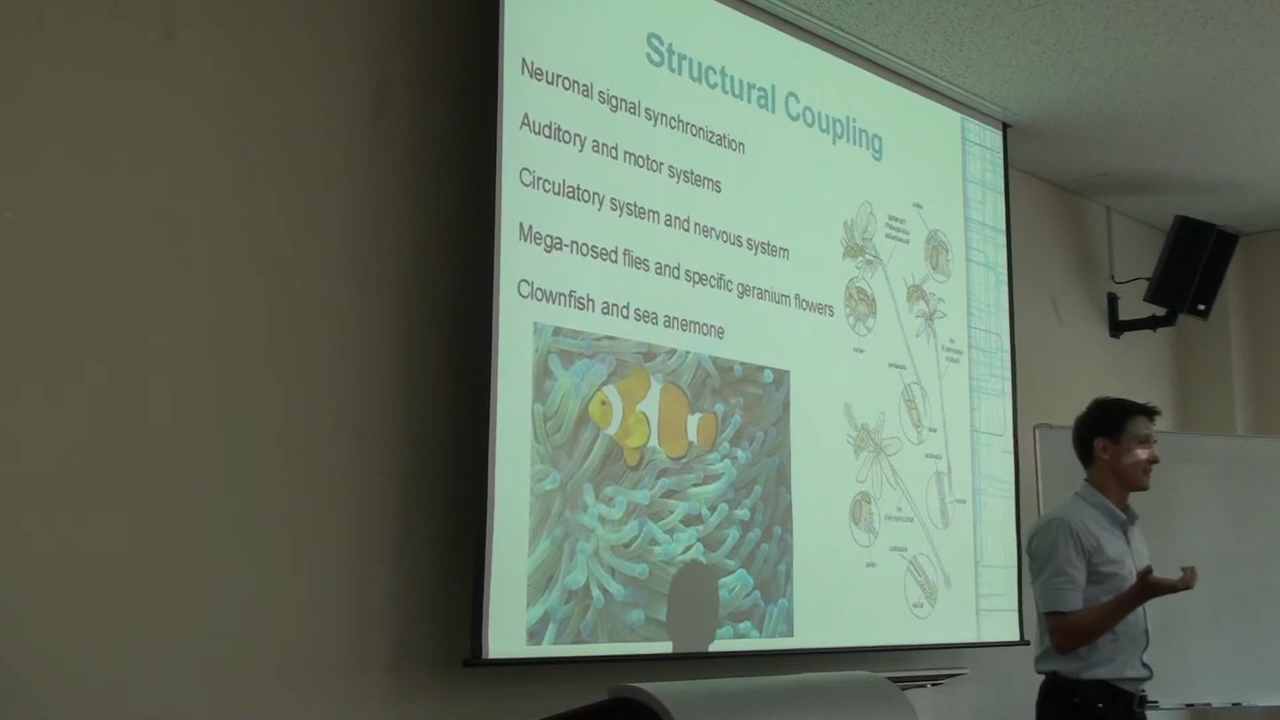 Structural Coupling
Neuronal signal synchronization
Auditory and motor systems
Circulatory system and nervous system
Mega-nosed flies and specific geranium flowers
Clownfish and sea anemone